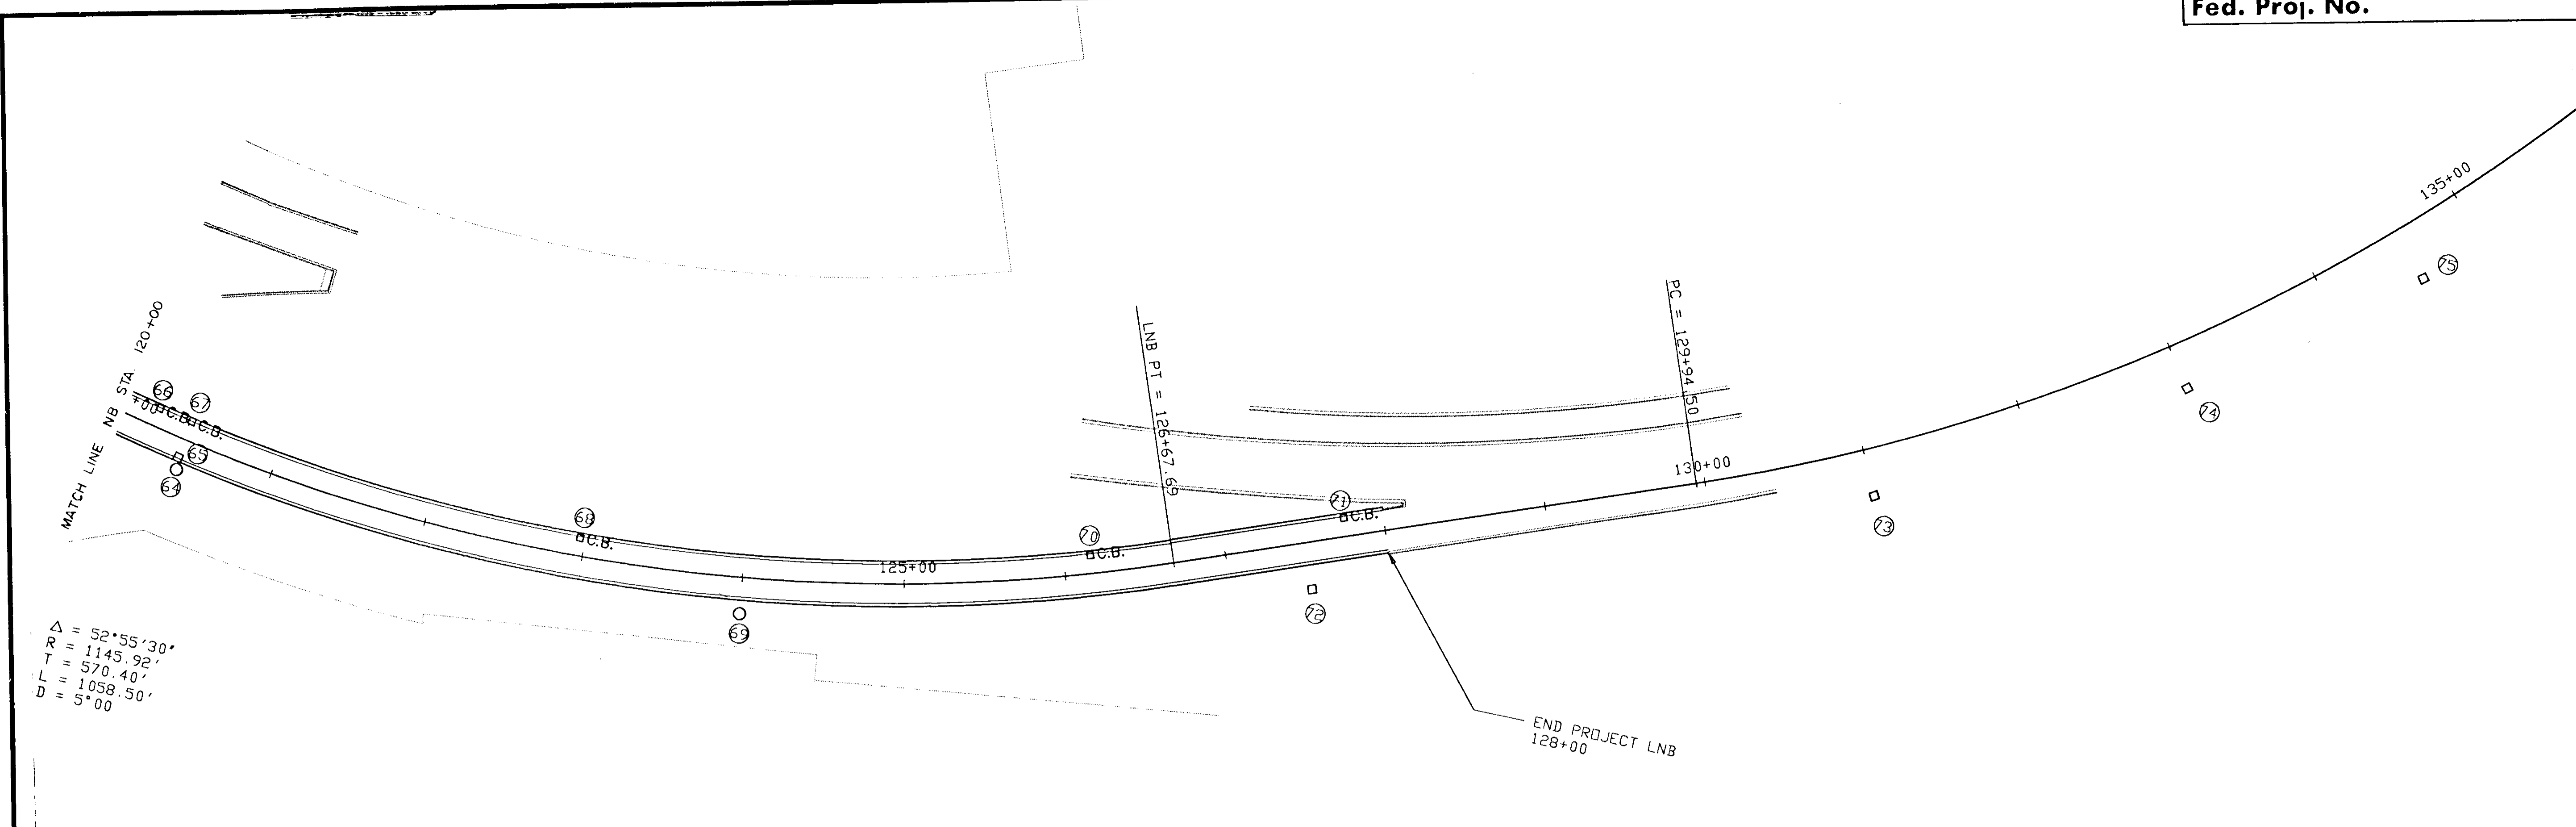 Fed. Proj. No.
135+00
75
74
73
PC = 129+94.50
130+00
LNB PT = 126+67.69
MATCH LINE NB STA. 120+00
+00
66
C.B.
67
C.B.
65
64
68
C.B.
69
125+00
70
C.B.
71
C.B.
72
Δ = 52°55'30"
R = 1145.92'
T = 570.40'
L = 1058.50'
D = 5°00
END PROJECT LNB
128+00